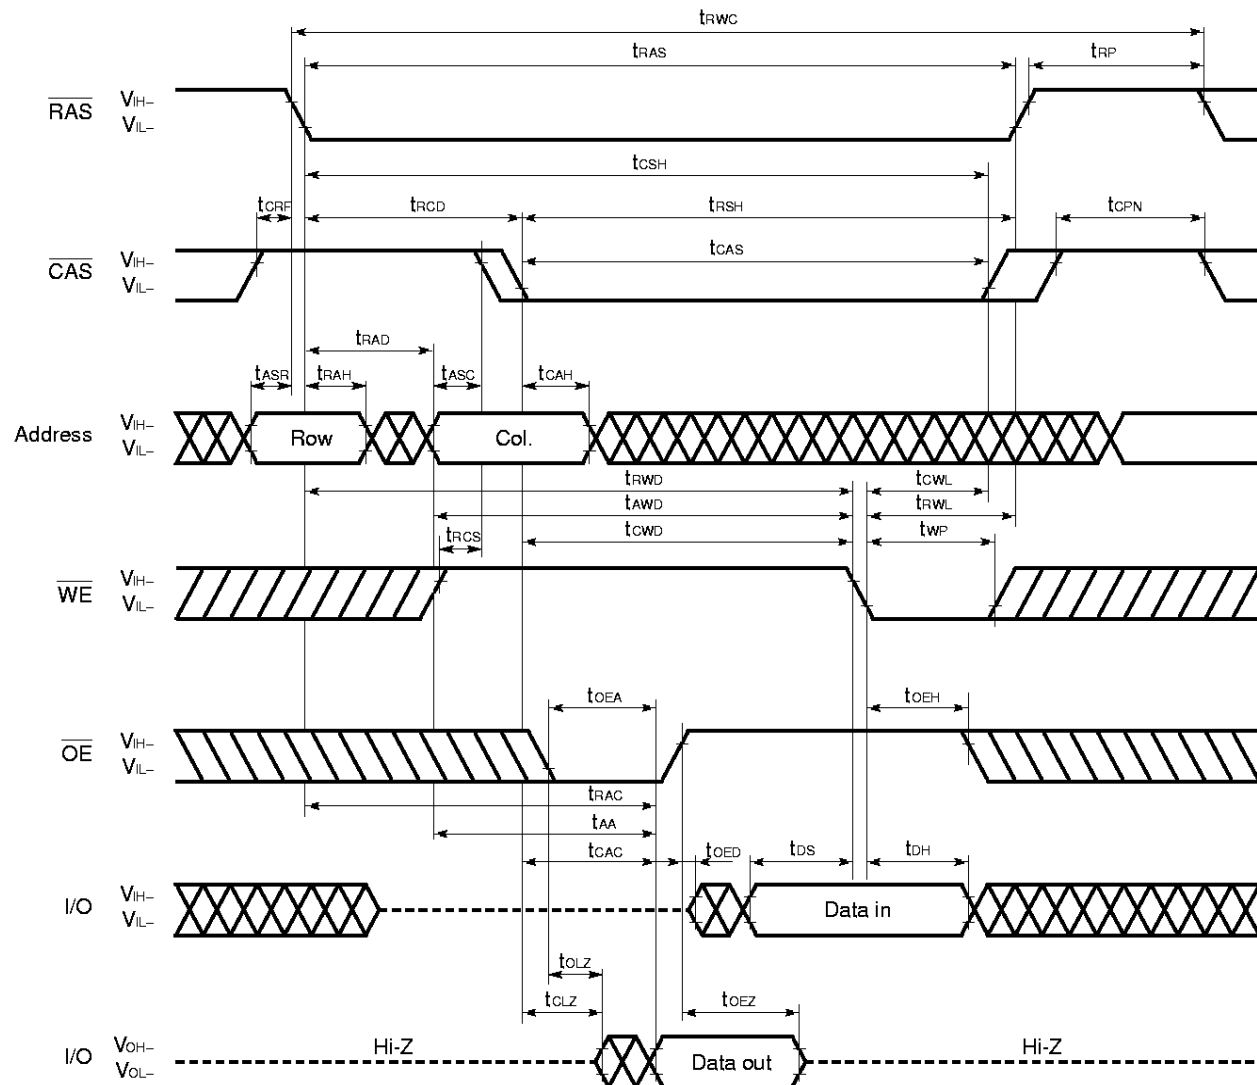 tRWC
tRAS tRP
RAS VIH–
VIL–
tCSH
tCRP tRCD tRSH tCPN
CAS VIH–
VIL–
tCAS
tRAD
tASR tRAH tASC tCAH
Address VIH–
VIL–
Row Col.
tRWD tCWL
tAWD tRWL
tCWD tWP
tRCS
WE VIH–
VIL–
tOEA tOEH
OE VIH–
VIL–
tRAC
tAA
tCAC tOED tDS tDH
I/O VIH–
VIL–
Data in
tOLZ
tCLZ tOEZ
I/O VOH–
VOL–
Hi-Z Data out Hi-Z